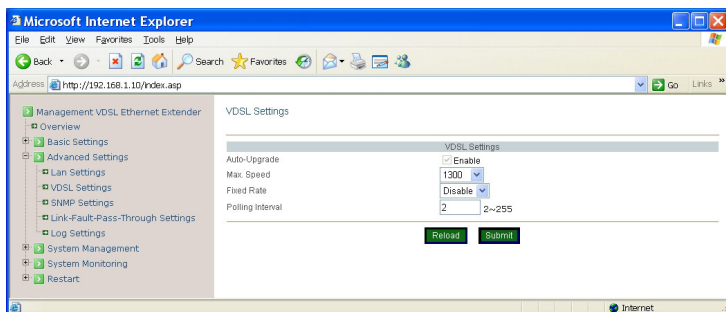 Microsoft Internet Explorer
File Edit View Favorites Tools Help
Back Search Favorites
Address http://192.168.1.10/index.asp Go Links »
Management VDSL Ethernet Extender
Overview
Basic Settings
Advanced Settings
Lan Settings
VDSL Settings
SNMP Settings
Link-Fault-Pass-Through Settings
Log Settings
System Management
System Monitoring
Restart
VDSL Settings
VDSL Settings
Auto-Upgrade Enable
Max. Speed 1300
Fixed Rate Disable
Polling Interval 2 2~255
Reload Submit
Internet